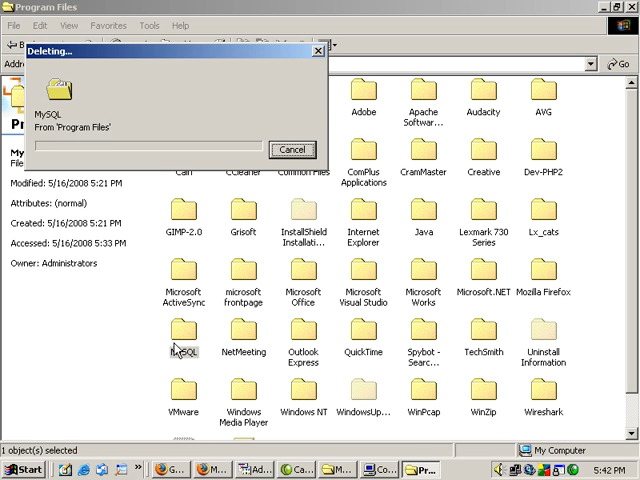 Program Files
File Edit View Favorites Tools Help
Deleting...
Go
MySQL
From 'Program Files'
Cancel
Modified: 5/16/2008 5:21 PM
Attributes: (normal)
Created: 5/16/2008 5:21 PM
Accessed: 5/16/2008 5:33 PM
Owner: Administrators
Adobe
Apache
Software...
Audacity
AVG
CCleaner
Common Files
ComPlus
Applications
CramMaster
Creative
Dev-PHP2
GIMP-2.0
Grisoft
InstallShield
Installati...
Internet
Explorer
Java
Lexmark 730
Series
Lx_cats
Microsoft
ActiveSync
microsoft
frontpage
Microsoft
Office
Microsoft
Visual Studio
Microsoft
Works
Microsoft.NET
Mozilla Firefox
MySQL
NetMeeting
Outlook
Express
QuickTime
Spybot -
Searc...
TechSmith
Uninstall
Information
VMware
Windows
Media Player
Windows NT
WindowsUp...
WinPcap
WinZip
Wireshark
1 object(s) selected
My Computer
Start
»
G...
M...
Ad...
Ca...
M...
Co...
Pr...
5:42 PM